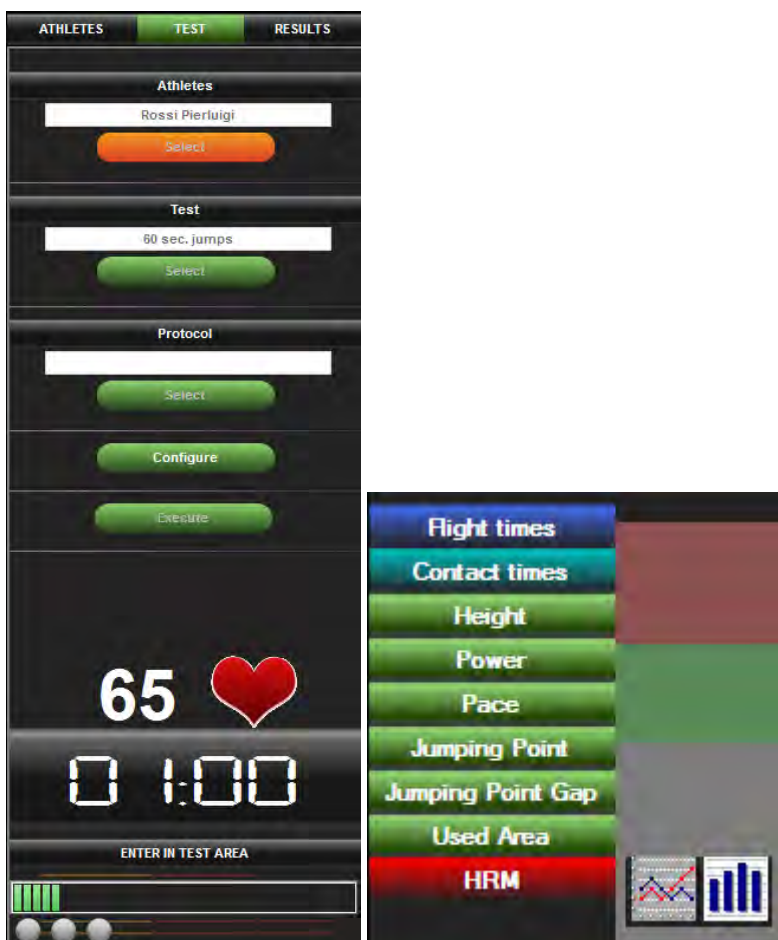 ATHLETES TEST RESULTS
Athletes
Rossi Pierluigi
Select
Test
60 sec. jumps
Select
Protocol
Select
Configure
Execute
65
01:00
ENTER IN TEST AREA
Flight times
Contact times
Height
Power
Pace
Jumping Point
Jumping Point Gap
Used Area
HRM